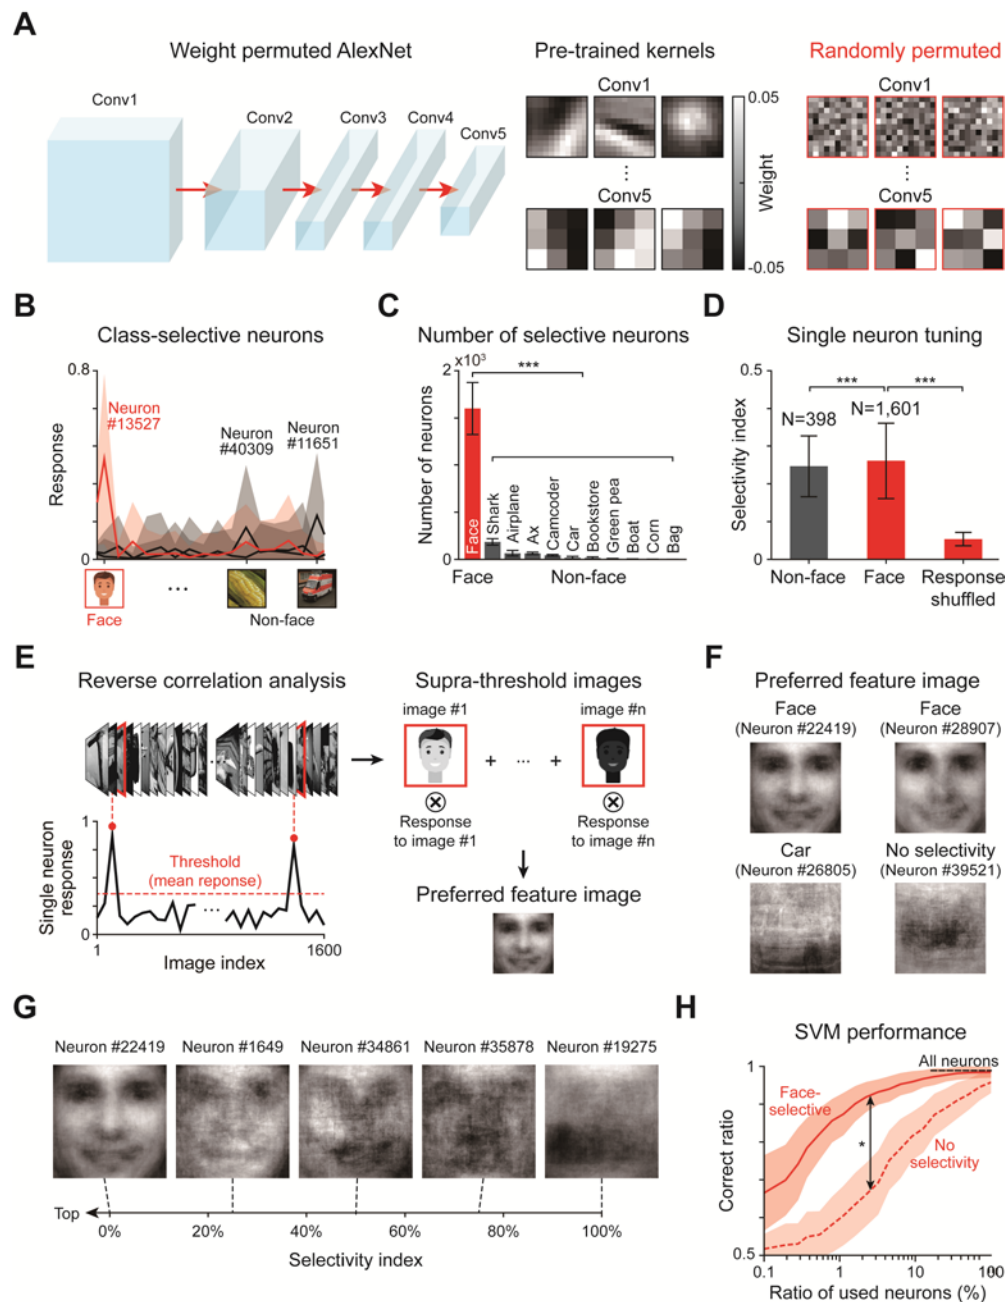 A
Weight permuted AlexNet
Pre-trained kernels
Randomly permuted
Conv1
Conv2
Conv3
Conv4
Conv5
Conv1
...
Conv5
0.05
Weight
-0.05
Conv1
...
Conv5
B
Class-selective neurons
0.8
Response
0
Neuron
#13527
Neuron
#40309
Neuron
#11651
...
Face
Non-face
C
Number of selective neurons
×10³
2
Number of neurons
0
***
Face
Shark
Airplane
Ax
Camcoder
Car
Bookstore
Green pea
Boat
Corn
Bag
Face
Non-face
D
Single neuron tuning
0.5
Selectivity index
0
***
***
N=398
N=1,601
Non-face
Face
Response
shuffled
E
Reverse correlation analysis
Supra-threshold images
image #1
image #n
+ ... +
Response
to image #1
Response
to image #n
Preferred feature image
1
Single neuron
response
0
Threshold
(mean reponse)
...
1
1600
Image index
F
Preferred feature image
Face
(Neuron #22419)
Face
(Neuron #28907)
Car
(Neuron #26805)
No selectivity
(Neuron #39521)
G
Neuron #22419
Neuron #1649
Neuron #34861
Neuron #35878
Neuron #19275
Top
0%
20%
40%
60%
80%
100%
Selectivity index
H
SVM performance
1
Correct ratio
0.5
All neurons
Face-
selective
*
No
selectivity
0.1
1
10
100
Ratio of used neurons (%)